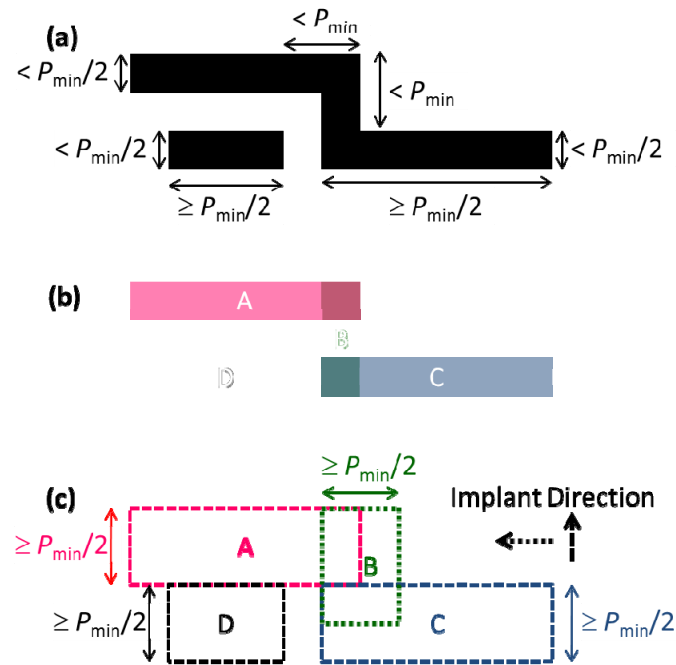 (a)
< Pmin
< Pmin/2
< Pmin
< Pmin/2
< Pmin/2
≥ Pmin/2
≥ Pmin/2
(b)
A
B
D
C
≥ Pmin/2
(c)
Implant Direction
≥ Pmin/2
A
B
≥ Pmin/2
D
C
≥ Pmin/2